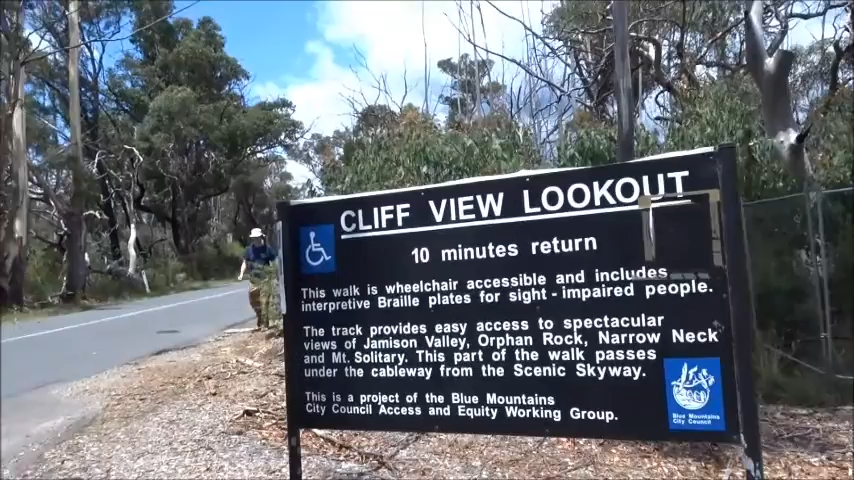 CLIFF VIEW LOOKOUT
10 minutes return
This walk is wheelchair accessible and includes
interpretive Braille plates for sight-impaired people.
The track provides easy access to spectacular
views of Jamison Valley, Orphan Rock, Narrow Neck
and Mt. Solitary. This part of the walk passes
under the cableway from the Scenic Skyway.
This is a project of the Blue Mountains
City Council Access and Equity Working Group.
Blue Mountains
City Council